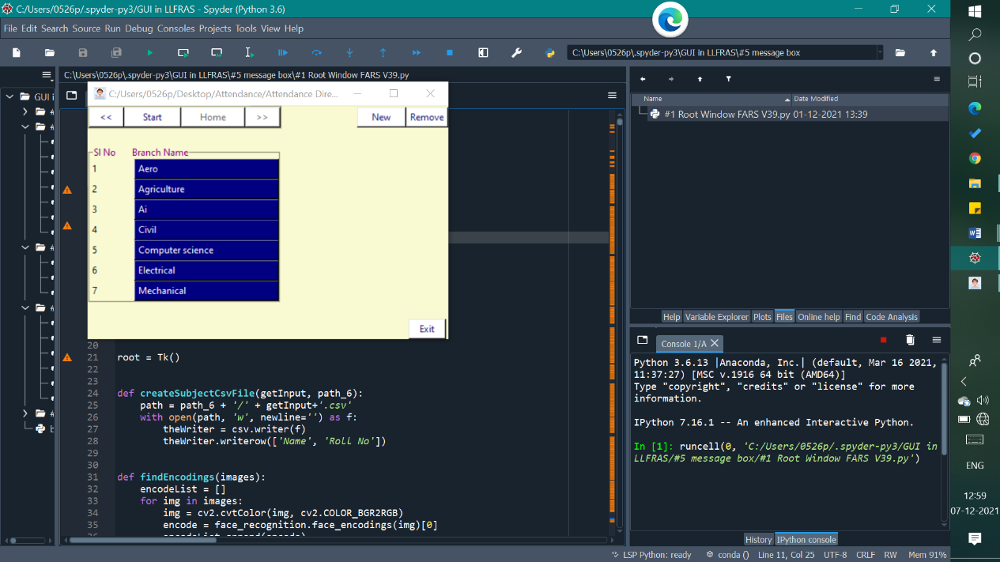 C:/Users/0526p/.spyder-py3/GUI in LLFRAS - Spyder (Python 3.6)
File Edit Search Source Run Debug Consoles Projects Tools View Help
C:\Users\0526p\.spyder-py3\GUI in LLFRAS\#5 message box
C:\Users\0526p\.spyder-py3\GUI in LLFRAS\#5 message box\#1 Root Window FARS V39.py
GUI i
C:/Users/0526p/Desktop/Attendance/Attendance Dire...
<< Start Home >> New Remove
Sl No Branch Name
1 Aero
2 Agriculture
3 Ai
4 Civil
5 Computer science
6 Electrical
7 Mechanical
Exit
20
21 root = Tk()
22
23
24 def createSubjectCsvFile(getInput, path_6):
25 path = path_6 + '/' + getInput+'.csv'
26 with open(path, 'w', newline='') as f:
27 theWriter = csv.writer(f)
28 theWriter.writerow(['Name', 'Roll No'])
29
30
31 def findEncodings(images):
32 encodeList = []
33 for img in images:
34 img = cv2.cvtColor(img, cv2.COLOR_BGR2RGB)
35 encode = face_recognition.face_encodings(img)[0]
Name Date Modified
#1 Root Window FARS V39.py 01-12-2021 13:39
Help Variable Explorer Plots Files Online help Find Code Analysis
Console 1/A
Python 3.6.13 |Anaconda, Inc.| (default, Mar 16 2021,
11:37:27) [MSC v.1916 64 bit (AMD64)]
Type "copyright", "credits" or "license" for more
information.
IPython 7.16.1 -- An enhanced Interactive Python.
In [1]: runcell(0, 'C:/Users/0526p/.spyder-py3/GUI in
LLFRAS/#5 message box/#1 Root Window FARS V39.py')
History IPython console
LSP Python: ready conda () Line 11, Col 25 UTF-8 CRLF RW Mem 91%
ENG
12:59
07-12-2021